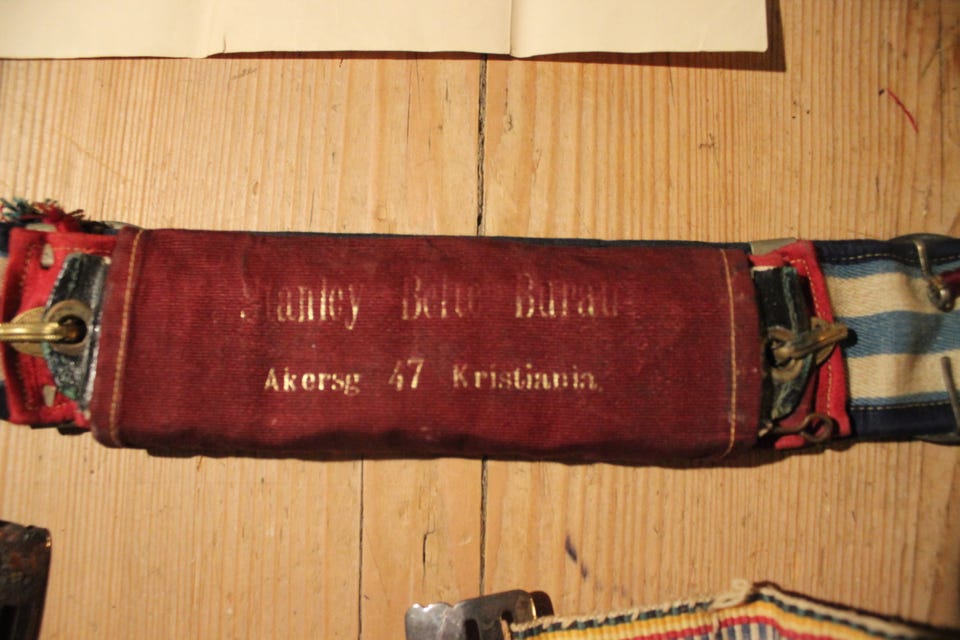 Stanley Belte Bureau
Akersg 47 Kristiania.